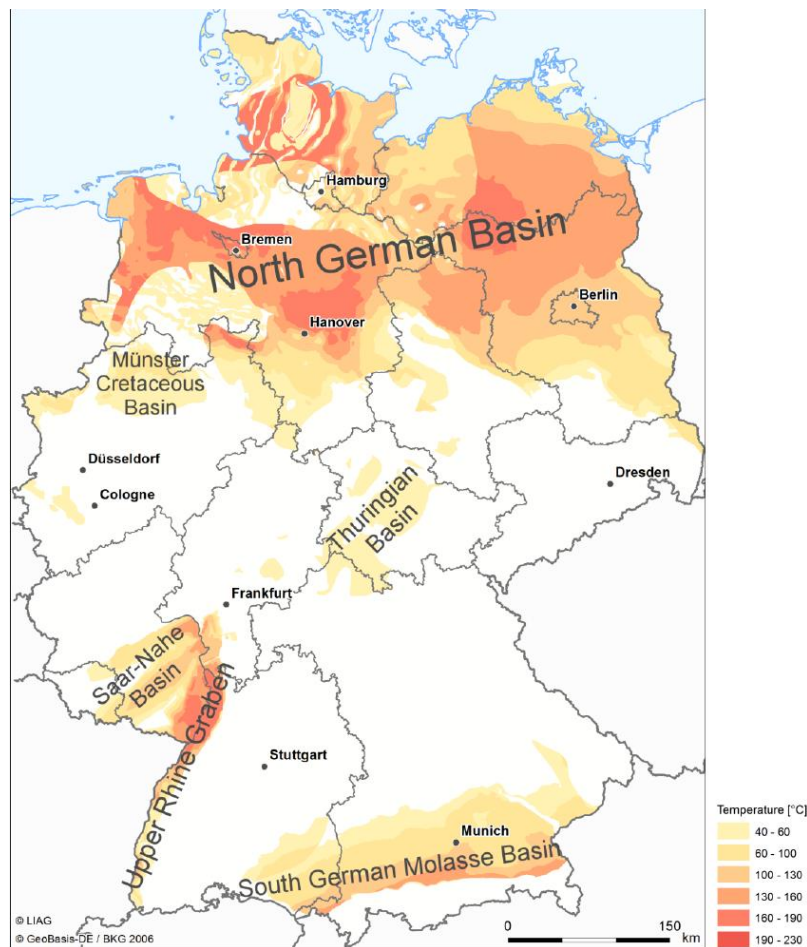 Hamburg
Bremen
North German Basin
Berlin
Hanover
Münster
Cretaceous
Basin
Düsseldorf
Cologne
Dresden
Thuringian
Basin
Frankfurt
Saar-Nahe
Basin
Upper Rhine Graben
Stuttgart
Munich
South German Molasse Basin
Temperature [°C]
40 - 60
60 - 100
100 - 130
130 - 160
160 - 190
190 - 230
© LIAG
© GeoBasis-DE / BKG 2006
0 150
km